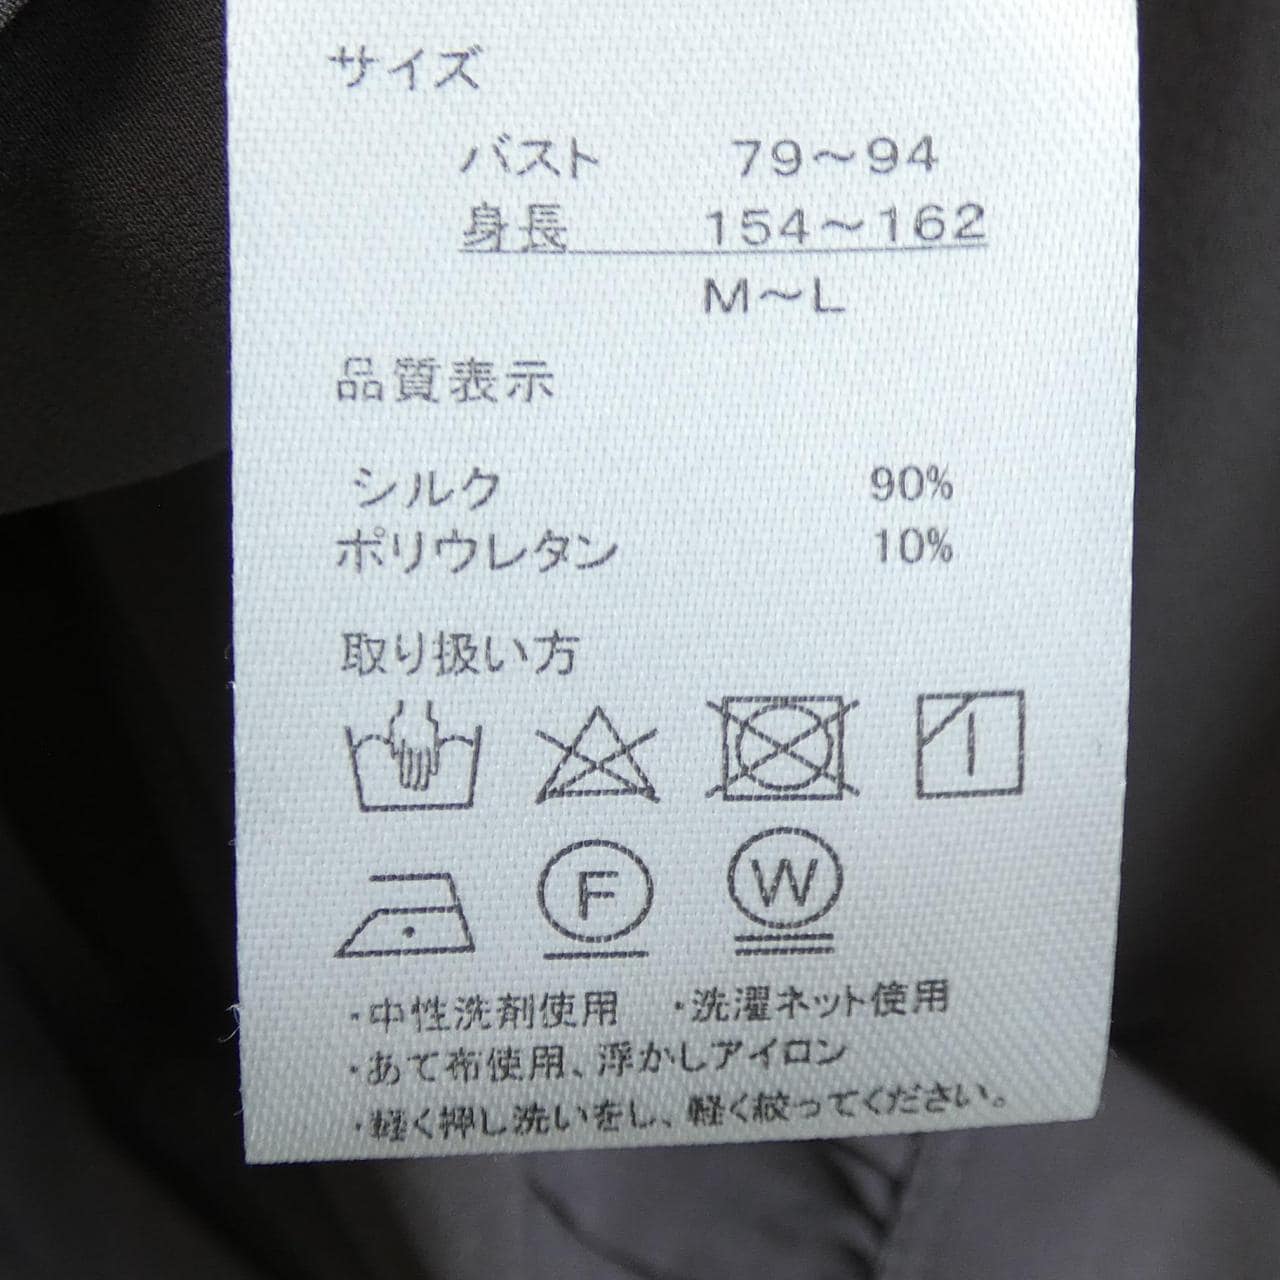 サイズ
バスト 79～94
身長 154～162
M～L
品質表示
シルク 90%
ポリウレタン 10%
取り扱い方
F W
・中性洗剤使用 ・洗濯ネット使用
・あて布使用、浮かしアイロン
・軽く押し洗いをし、軽く絞ってください。